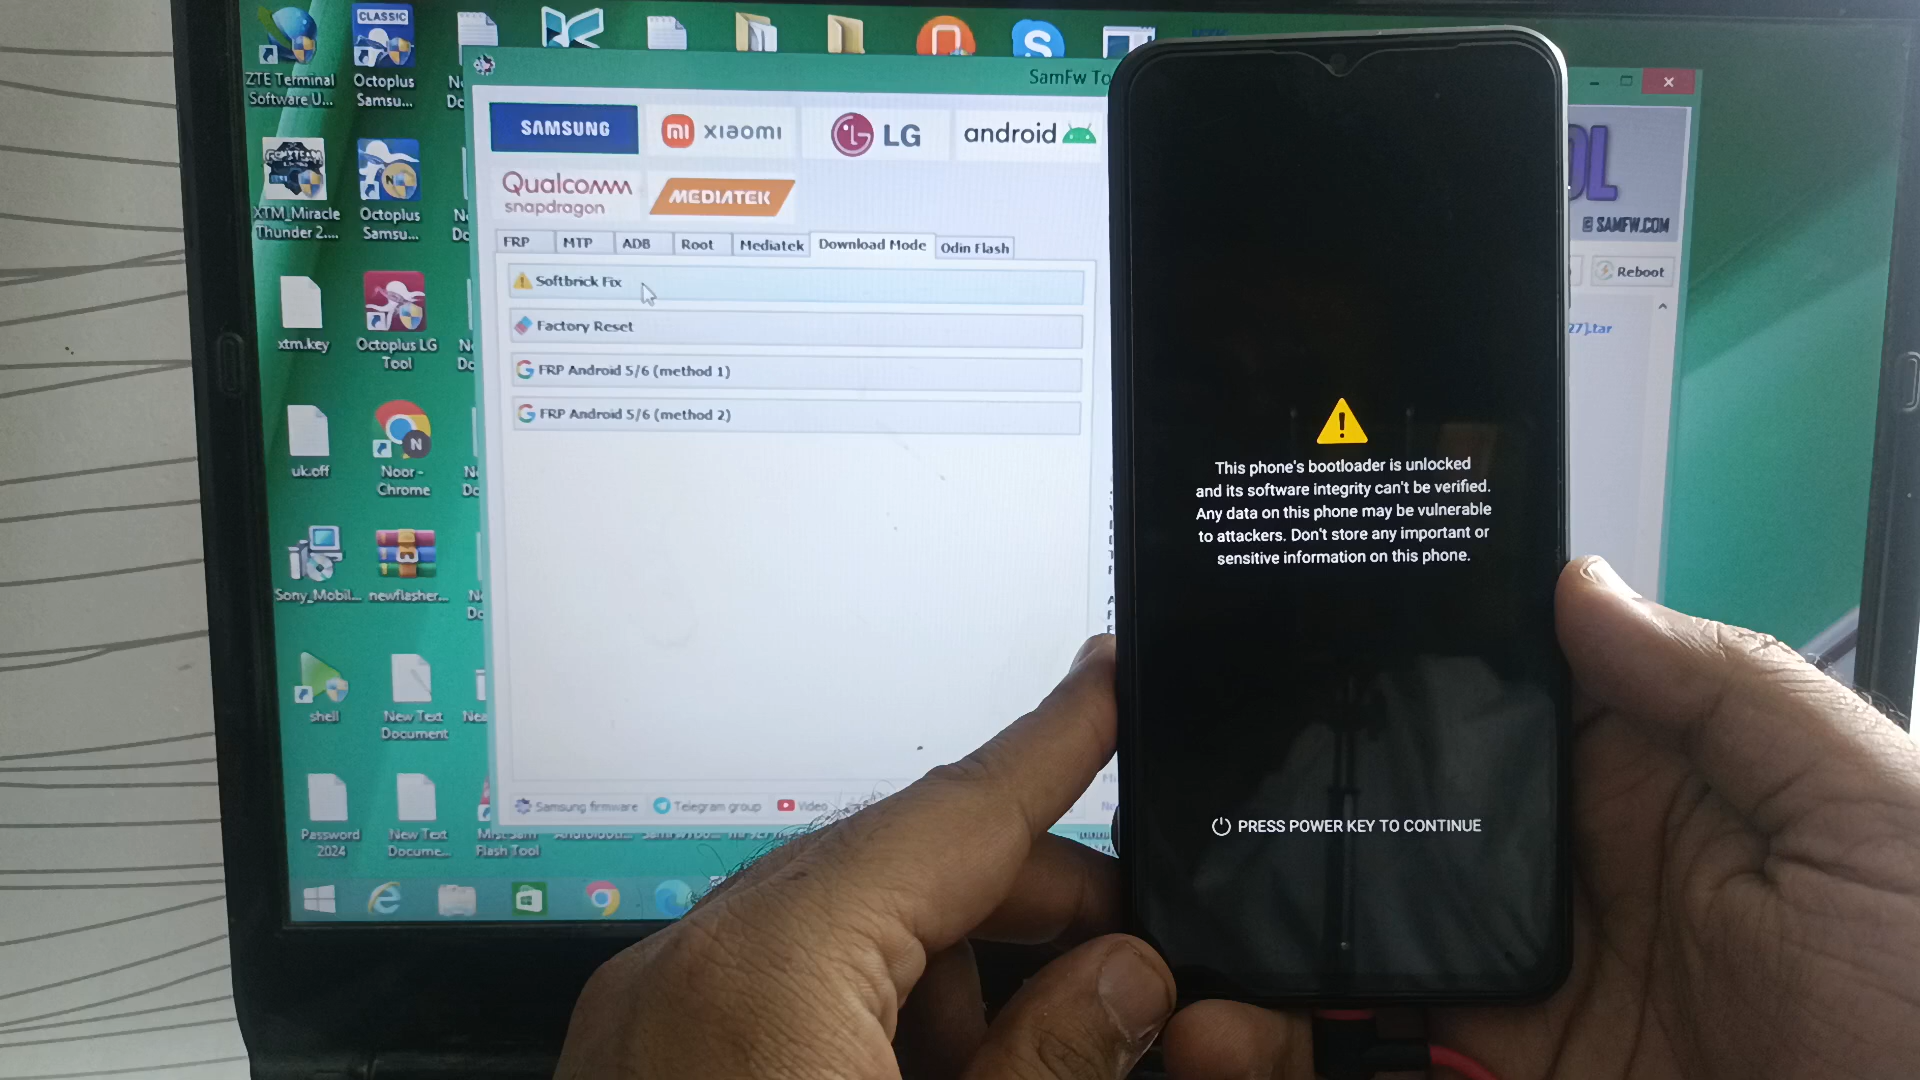 ZTE Terminal
Software U...
CLASSIC
Octoplus
Samsu...
XTM_Miracle
Thunder 2....
Octoplus
Samsu...
xtm.key
Octoplus LG
Tool
uk.off
Noor -
Chrome
Sony_Mobil...
newflasher...
shell
New Text
Document
Password
2024
New Text
Docume...
Flash Tool
SamFw To
SAMSUNG
xiaomi
LG
android
Qualcomm
snapdragon
MEDIATEK
FRP
MTP
ADB
Root
Mediatek
Download Mode
Odin Flash
Softbrick Fix
Factory Reset
FRP Android 5/6 (method 1)
FRP Android 5/6 (method 2)
Samsung firmware
Telegram group
Video
OL
@ SAMFW.COM
Reboot
27].tar
This phone's bootloader is unlocked
and its software integrity can't be verified.
Any data on this phone may be vulnerable
to attackers. Don't store any important or
sensitive information on this phone.
PRESS POWER KEY TO CONTINUE